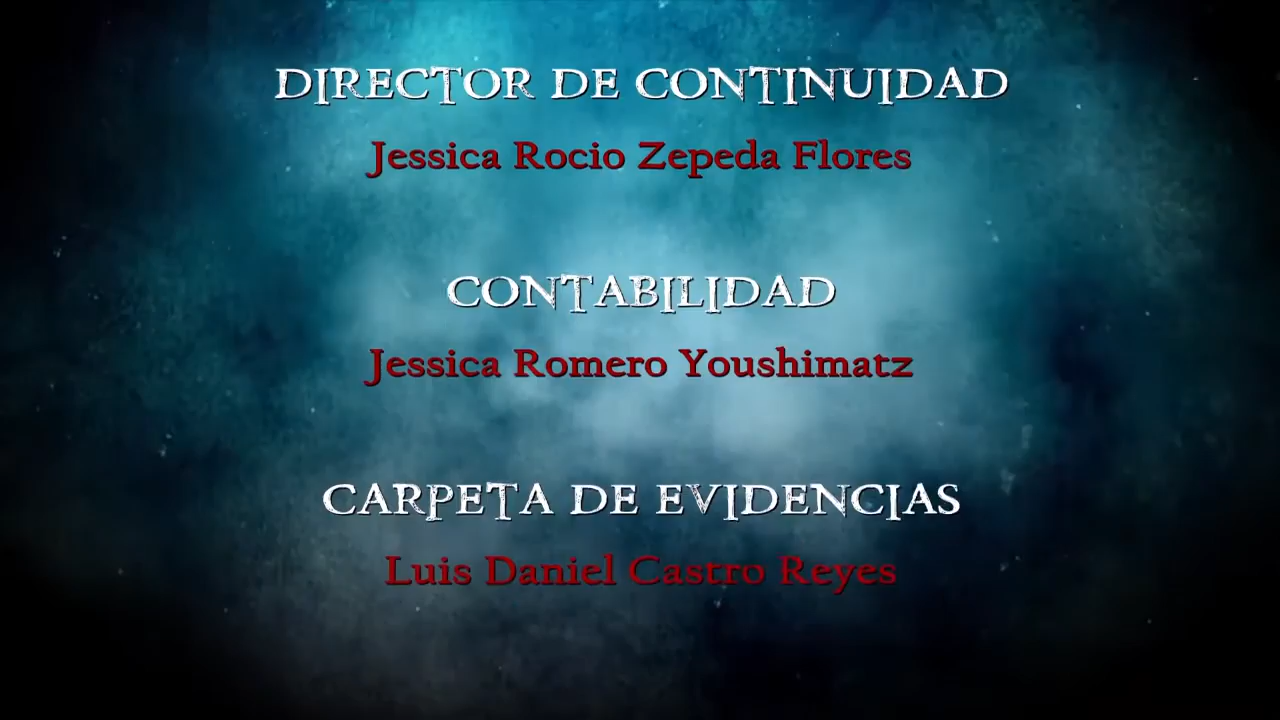 DIRECTOR DE CONTINUIDAD
Jessica Rocio Zepeda Flores
CONTABILIDAD
Jessica Romero Youshimatz
CARPETA DE EVIDENCIAS
Luis Daniel Castro Reyes